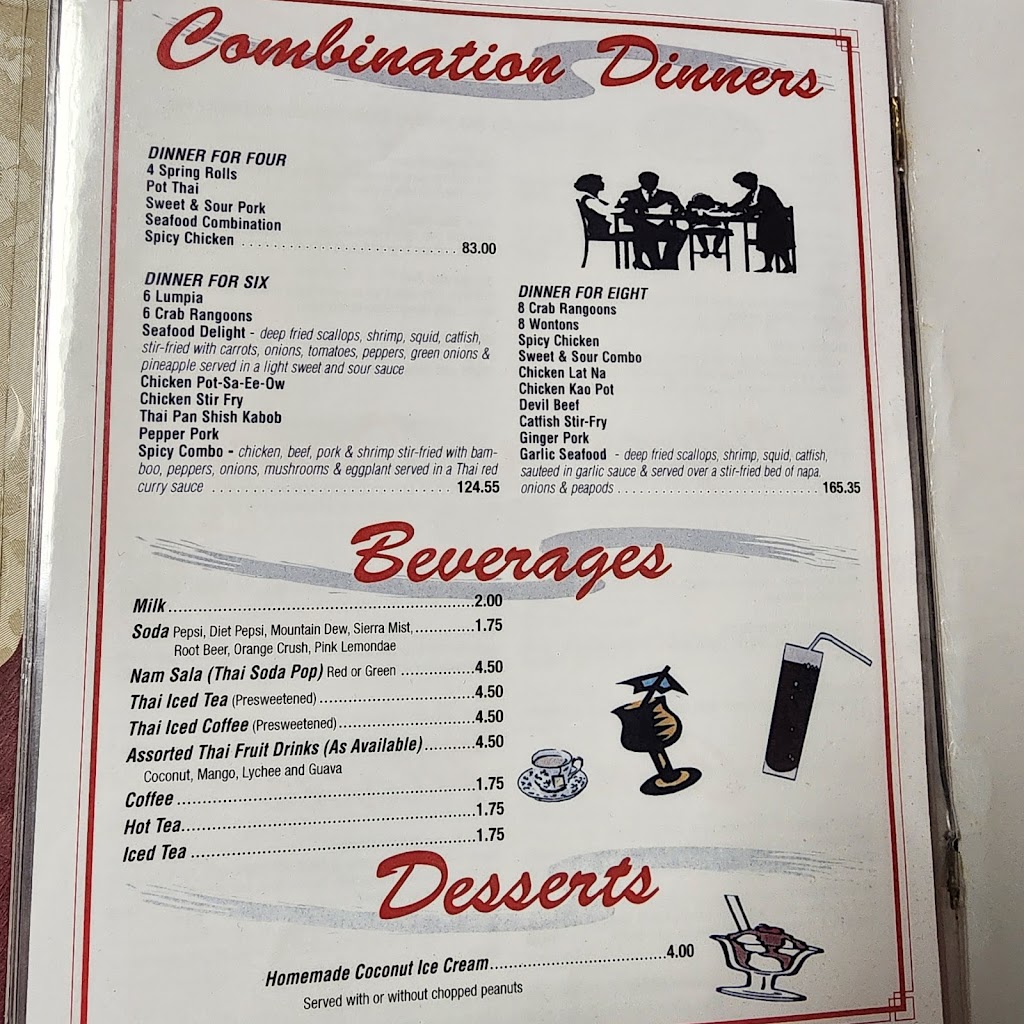 Combination Dinners
DINNER FOR FOUR
4 Spring Rolls
Pot Thai
Sweet & Sour Pork
Seafood Combination
Spicy Chicken ........................ 83.00
DINNER FOR SIX
6 Lumpia
6 Crab Rangoons
Seafood Delight - deep fried scallops, shrimp, squid, catfish,
stir-fried with carrots, onions, tomatoes, peppers, green onions &
pineapple served in a light sweet and sour sauce
Chicken Pot-Sa-Ee-Ow
Chicken Stir Fry
Thai Pan Shish Kabob
Pepper Pork
Spicy Combo - chicken, beef, pork & shrimp stir-fried with bam-
boo, peppers, onions, mushrooms & eggplant served in a Thai red
curry sauce ........................ 124.55
DINNER FOR EIGHT
8 Crab Rangoons
8 Wontons
Spicy Chicken
Sweet & Sour Combo
Chicken Lat Na
Chicken Kao Pot
Devil Beef
Catfish Stir-Fry
Ginger Pork
Garlic Seafood - deep fried scallops, shrimp, squid, catfish,
sauteed in garlic sauce & served over a stir-fried bed of napa.
onions & peapods ........................ 165.35
Beverages
Milk ........................ 2.00
Soda Pepsi, Diet Pepsi, Mountain Dew, Sierra Mist, ............. 1.75
Root Beer, Orange Crush, Pink Lemondae
Nam Sala (Thai Soda Pop) Red or Green ................ 4.50
Thai Iced Tea (Presweetened) ........................ 4.50
Thai Iced Coffee (Presweetened) ........................ 4.50
Assorted Thai Fruit Drinks (As Available) ........... 4.50
Coconut, Mango, Lychee and Guava
Coffee ........................ 1.75
Hot Tea ........................ 1.75
Iced Tea ........................ 1.75
Desserts
Homemade Coconut Ice Cream ........................ 4.00
Served with or without chopped peanuts